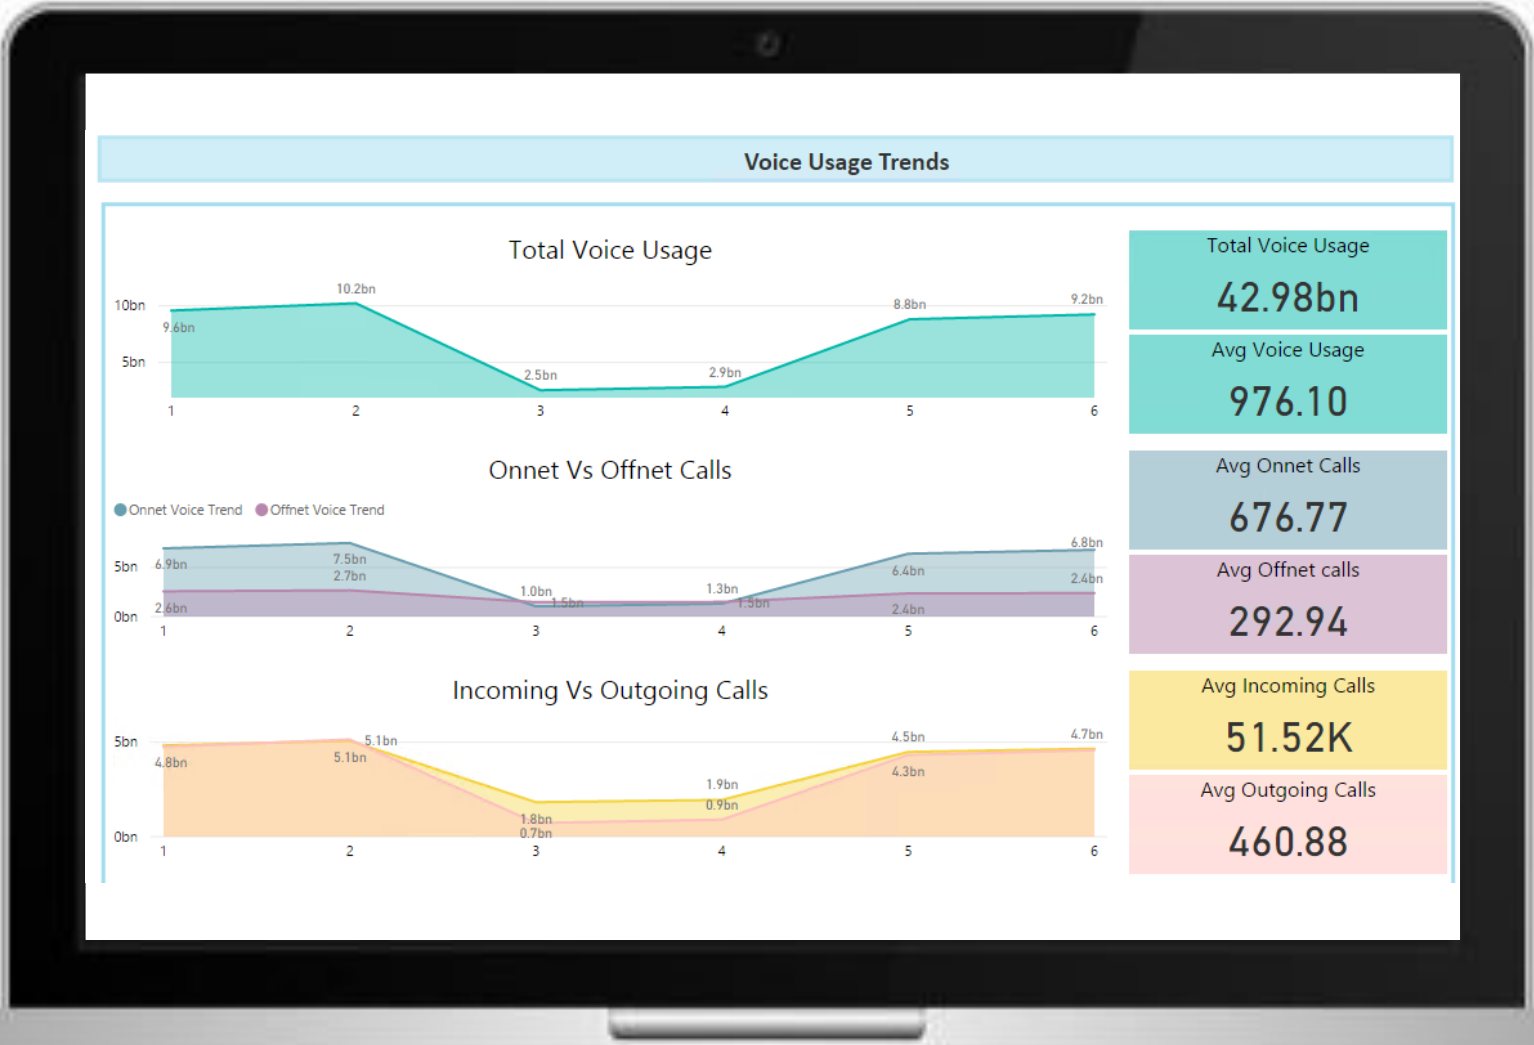 Voice Usage Trends
Total Voice Usage
10bn
5bn
9.6bn
10.2bn
2.5bn
2.9bn
8.8bn
9.2bn
1 2 3 4 5 6
Total Voice Usage
42.98bn
Avg Voice Usage
976.10
Onnet Vs Offnet Calls
Onnet Voice Trend Offnet Voice Trend
5bn
0bn
6.9bn
7.5bn
1.0bn
1.3bn
6.4bn
6.8bn
2.6bn
2.7bn
1.5bn
1.5bn
2.4bn
2.4bn
1 2 3 4 5 6
Avg Onnet Calls
676.77
Avg Offnet calls
292.94
Incoming Vs Outgoing Calls
5bn
0bn
4.8bn
5.1bn
5.1bn
1.8bn
0.7bn
1.9bn
0.9bn
4.5bn
4.3bn
4.7bn
1 2 3 4 5 6
Avg Incoming Calls
51.52K
Avg Outgoing Calls
460.88